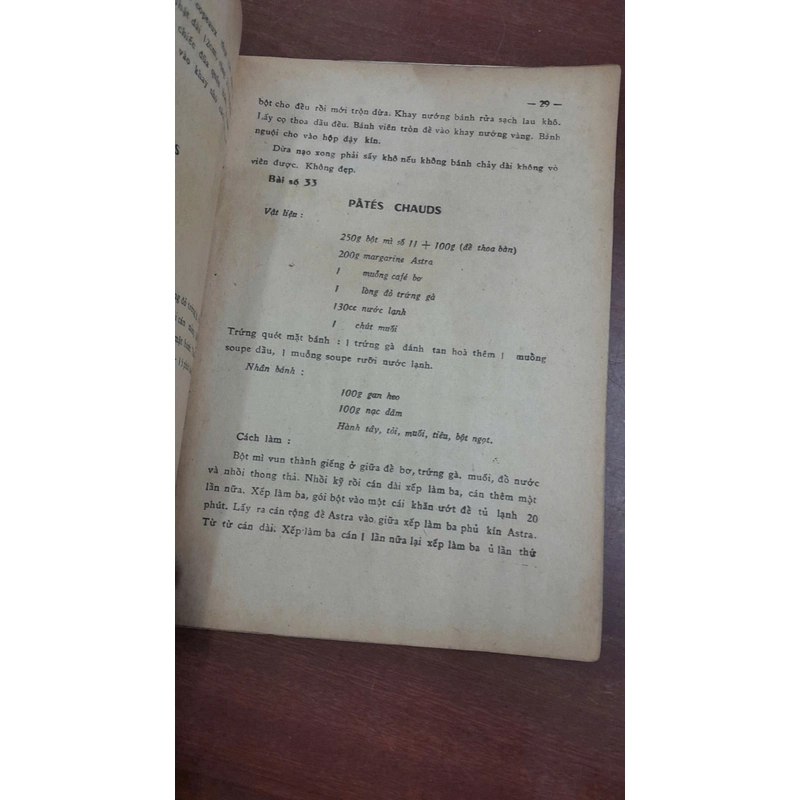 chiếc đũa
vào khay
— 29 —
bột cho đều rồi mới trộn dừa. Khay nướng bánh rửa sạch lau khô.
Lấy cọ thoa dầu đều. Bánh viên tròn để vào khay nướng vàng. Bánh
nguội cho vào hộp đậy kín.
Dừa nạo xong phải sấy khô nếu không bánh chảy dài không vò
viên được. Không đẹp.
Bài số 33
PÂTÉS CHAUDS
Vật liệu :
250g bột mì số 11 + 100g (để thoa bàn)
200g margarine Astra
1 muỗng café bơ
1 lòng đỏ trứng gà
130cc nước lạnh
1 chút muối
Trứng quét mặt bánh : 1 trứng gà đánh tan hoà thêm 1 muỗng
soupe dầu, 1 muỗng soupe rưỡi nước lạnh.
Nhân bánh :
100g gan heo
100g nạc dăm
Hành tây, tỏi, muối, tiêu, bột ngọt.
Cách làm :
Bột mì vun thành giếng ở giữa để bơ, trứng gà. muối, đổ nước
và nhồi thong thả. Nhồi kỹ rồi cán dài xếp làm ba, cán thêm một
lần nữa. Xếp làm ba, gói bột vào một cái khăn ướt để tủ lạnh 20
phút. Lấy ra cán rộng để Astra vào giữa xếp làm ba phủ kín Astra.
Từ từ cán dài. Xếp làm ba cán 1 lần nữa lại xếp làm ba ủ lần thứ